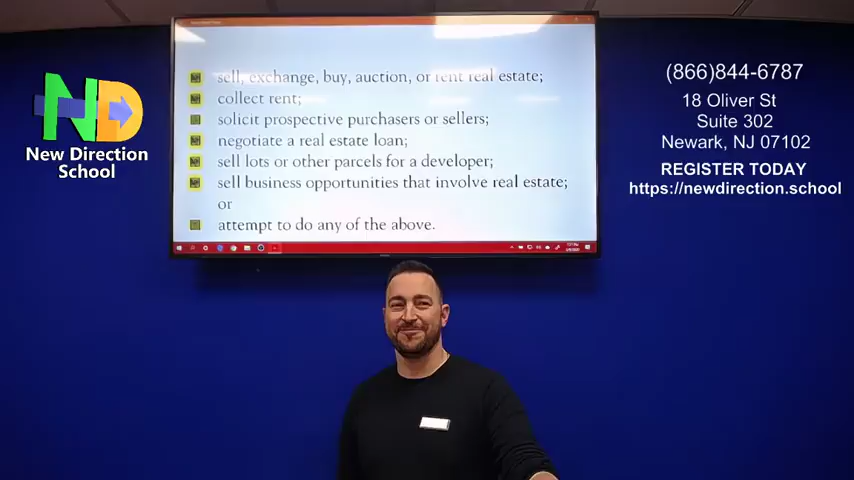 sell, exchange, buy, auction, or rent real estate;
collect rent;
solicit prospective purchasers or sellers;
negotiate a real estate loan;
sell lots or other parcels for a developer;
sell business opportunities that involve real estate;
or
attempt to do any of the above.
ND
New Direction
School
(866)844-6787
18 Oliver St
Suite 302
Newark, NJ 07102
REGISTER TODAY
https://newdirection.school